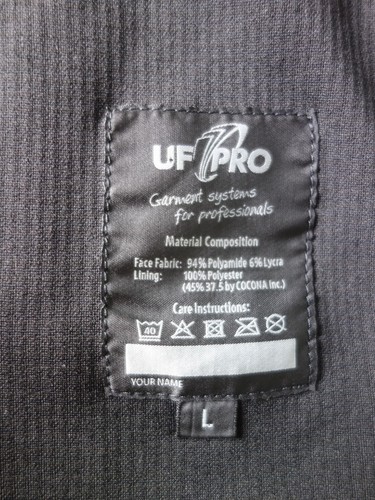 UF PRO
Garment systems
for professionals
Material Composition
Face Fabric: 94% Polyamide 6% Lycra
Lining: 100% Polyester
(45% 37.5 by COCONA Inc.)
Care Instructions:
40
YOUR NAME
L